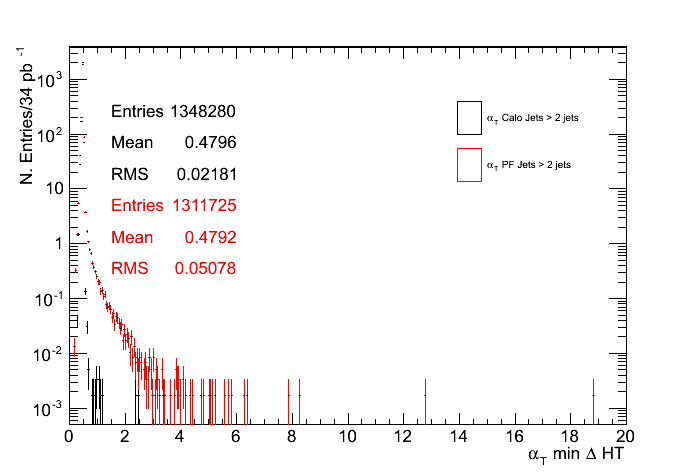 N. Entries/34 pb⁻¹
10³
10²
10
1
10⁻¹
10⁻²
10⁻³
Entries 1348280
Mean 0.4796
RMS 0.02181
Entries 1311725
Mean 0.4792
RMS 0.05078
α_T Calo Jets > 2 jets
α_T PF Jets > 2 jets
0 2 4 6 8 10 12 14 16 18 20
α_T min Δ HT